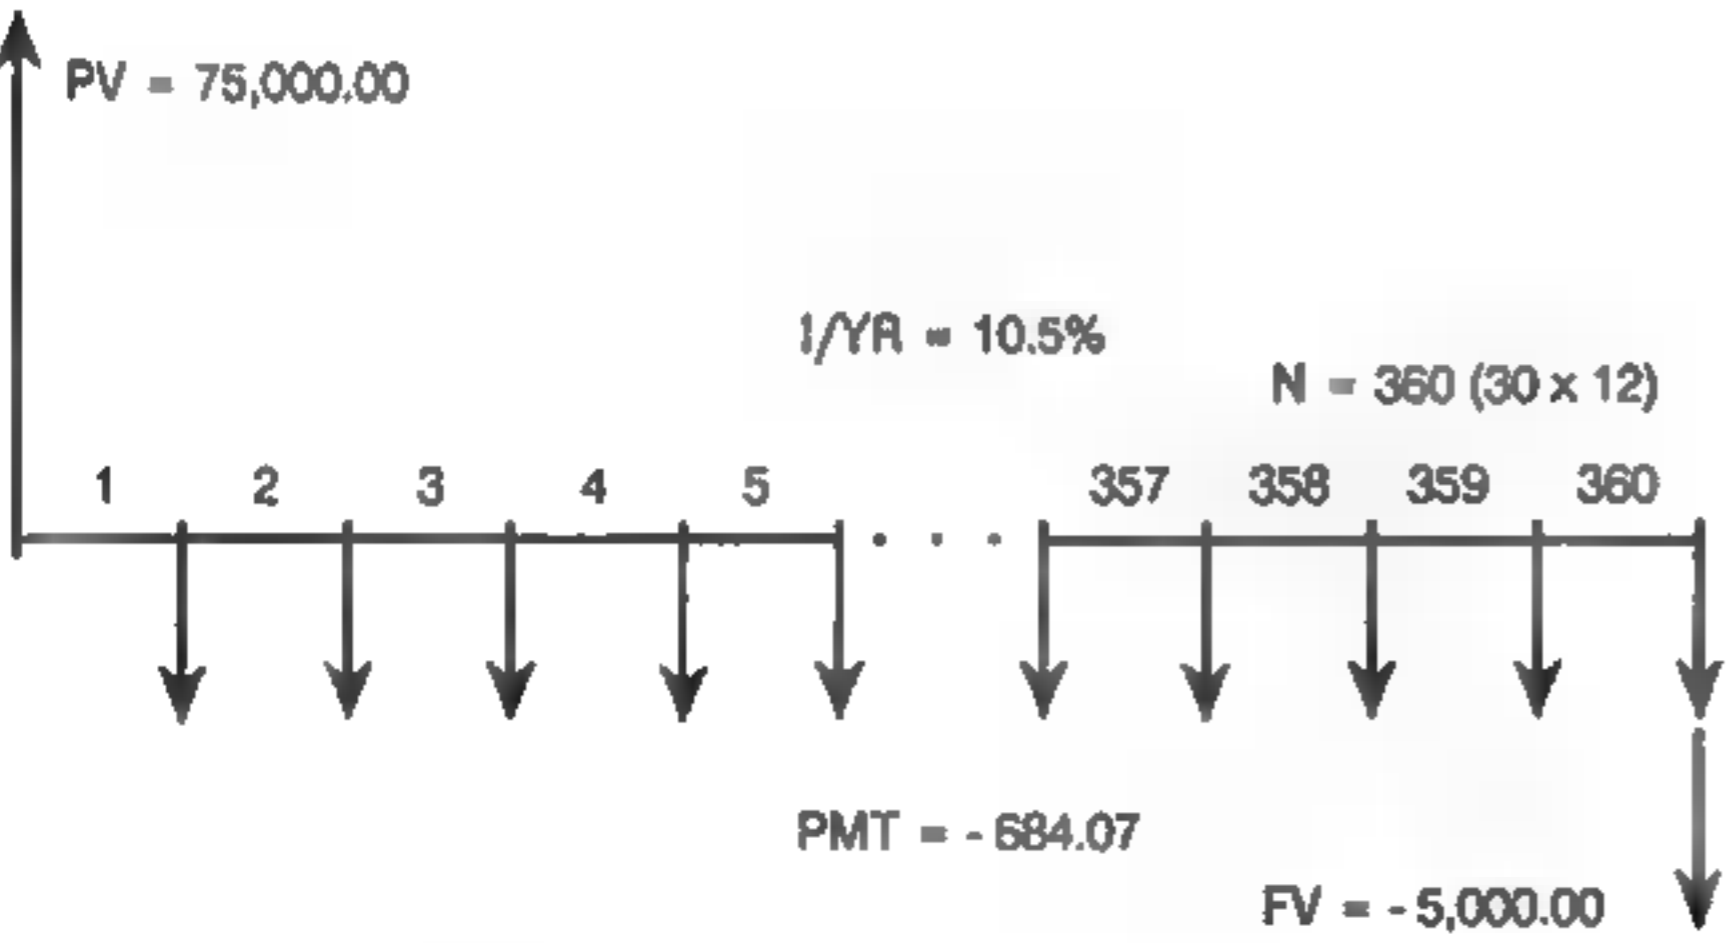 PV = 75,000.00
I/YR = 10.5%
N = 360 (30 x 12)
1 2 3 4 5 357 358 359 360
PMT = - 684.07
FV = - 5,000.00